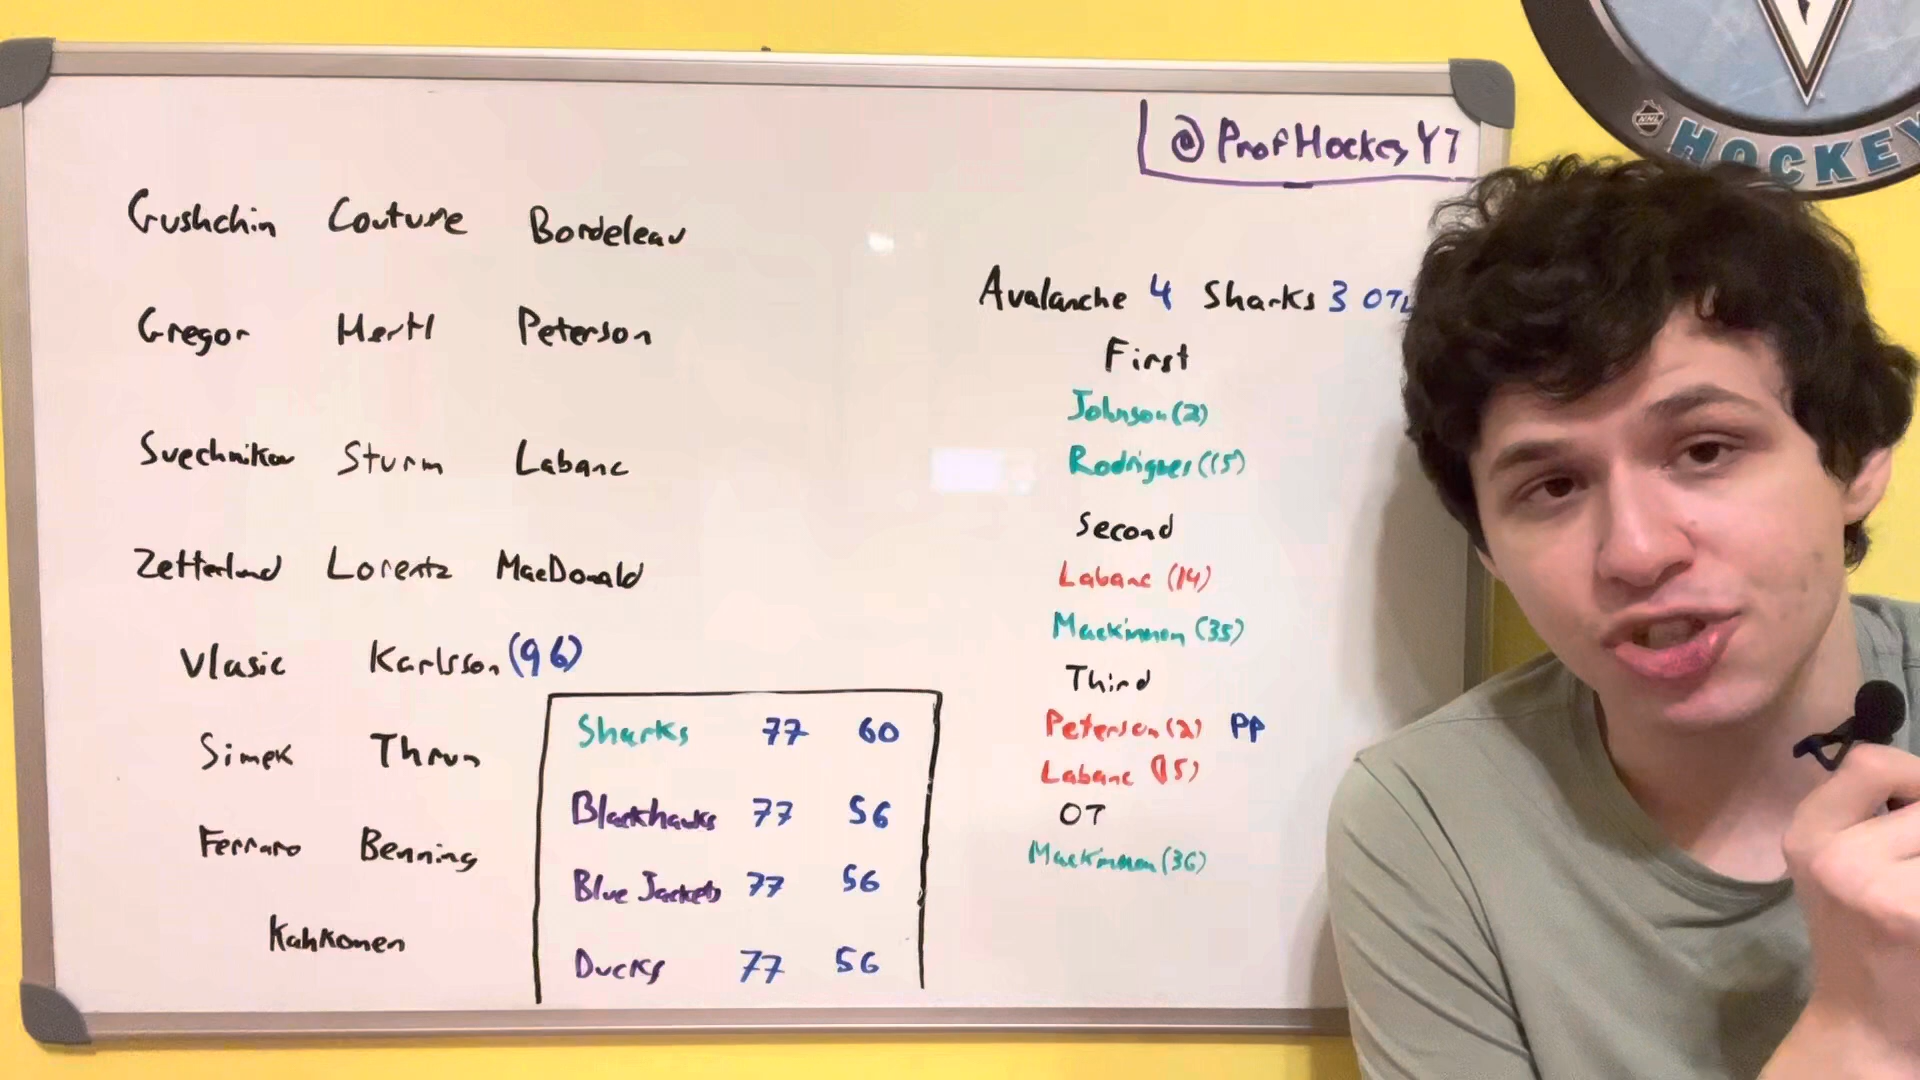 @ProfHockeyYT
NHL
HOCKEY
Gushchin Couture Bordeleau
Gregor Hertl Peterson
Svechnikov Sturm Labanc
Zetterlund Lorentz MacDonald
Vlasic Karlsson (96)
Simek Thrun
Ferraro Benning
Kahkonen
Sharks 77 60
Blackhawks 77 56
Blue Jackets 77 56
Ducks 77 56
Avalanche 4 Sharks 3 OTL
First
Johnson (2)
Rodrigues (15)
Second
Labanc (14)
Mackinnon (35)
Third
Peterson (2) PP
Labanc (15)
OT
Mackinnon (36)